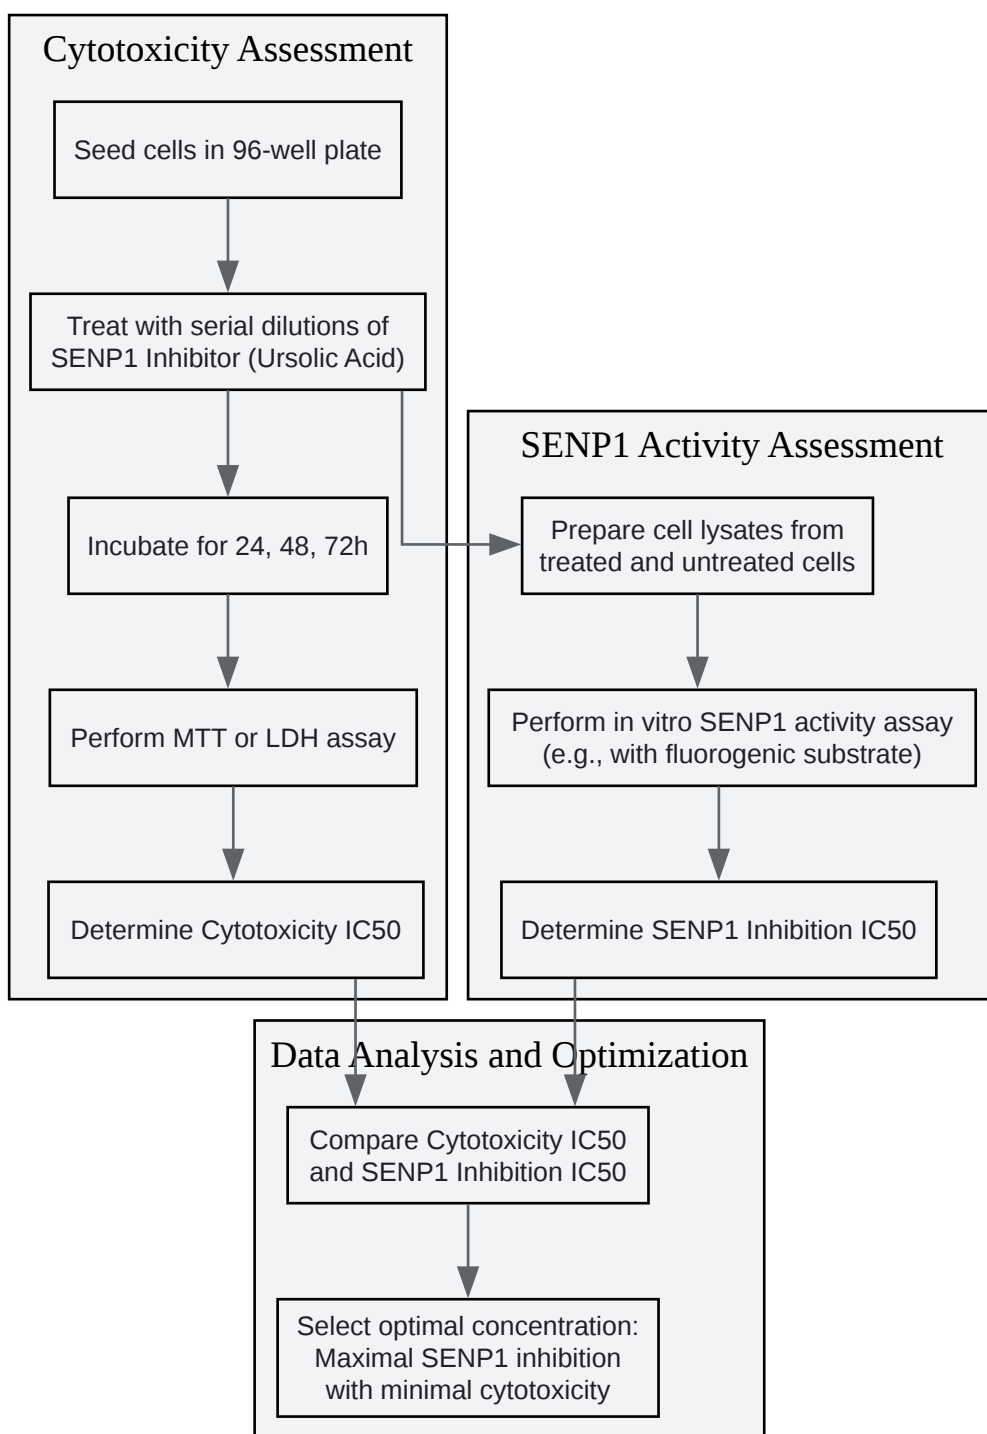 Cytotoxicity Assessment
Seed cells in 96-well plate
Treat with serial dilutions of
SENP1 Inhibitor (Ursolic Acid)
Incubate for 24, 48, 72h
Perform MTT or LDH assay
Determine Cytotoxicity IC50
SENP1 Activity Assessment
Prepare cell lysates from
treated and untreated cells
Perform in vitro SENP1 activity assay
(e.g., with fluorogenic substrate)
Determine SENP1 Inhibition IC50
Data Analysis and Optimization
Compare Cytotoxicity IC50
and SENP1 Inhibition IC50
Select optimal concentration:
Maximal SENP1 inhibition
with minimal cytotoxicity